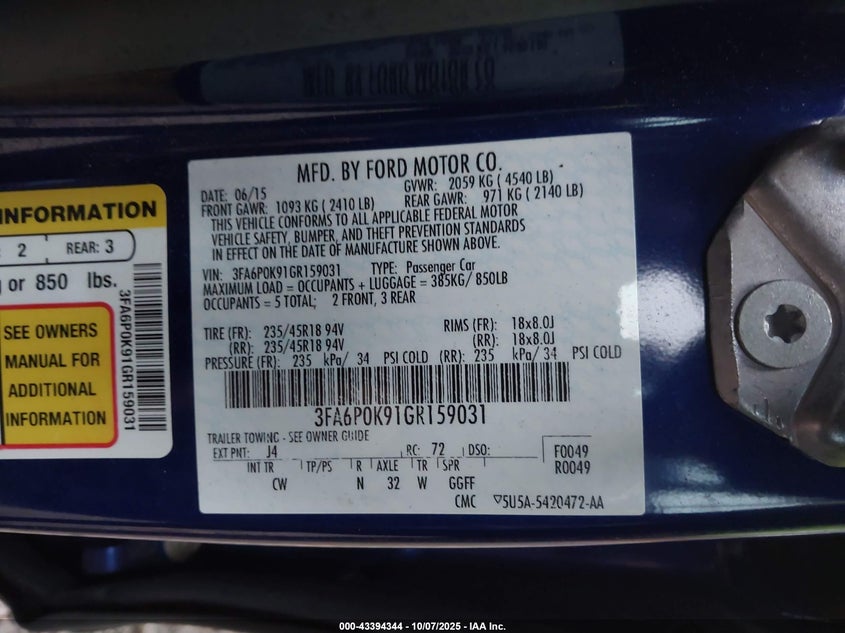 MFD. BY FORD MOTOR CO.
DATE: 06/15
GVWR: 2059 KG ( 4540 LB)
FRONT GAWR: 1093 KG ( 2410 LB)
REAR GAWR: 971 KG ( 2140 LB)
THIS VEHICLE CONFORMS TO ALL APPLICABLE FEDERAL MOTOR
VEHICLE SAFETY, BUMPER, AND THEFT PREVENTION STANDARDS
IN EFFECT ON THE DATE OF MANUFACTURE SHOWN ABOVE.
VIN: 3FA6P0K91GR159031 TYPE: Passenger Car
MAXIMUM LOAD = OCCUPANTS + LUGGAGE = 385KG/ 850LB
OCCUPANTS = 5 TOTAL; 2 FRONT, 3 REAR
TIRE (FR): 235/45R18 94V RIMS (FR): 18x8.0J
(RR): 235/45R18 94V (RR): 18x8.0J
PRESSURE (FR): 235 kPa/ 34 PSI COLD (RR): 235 kPa/ 34 PSI COLD
3FA6P0K91GR159031
TRAILER TOWING - SEE OWNER GUIDE
EXT PNT: J4 RC: 72 DSO: F0049
R0049
INT TR TP/PS R AXLE TR SPR
CW N 32 W GGFF
CMC ▽5U5A-5420472-AA
INFORMATION
: 2 REAR: 3
or 850 lbs.
SEE OWNERS
MANUAL FOR
ADDITIONAL
INFORMATION
3FA6P0K91GR159031
000-43394344 | 10/07/2025 - IAA Inc.